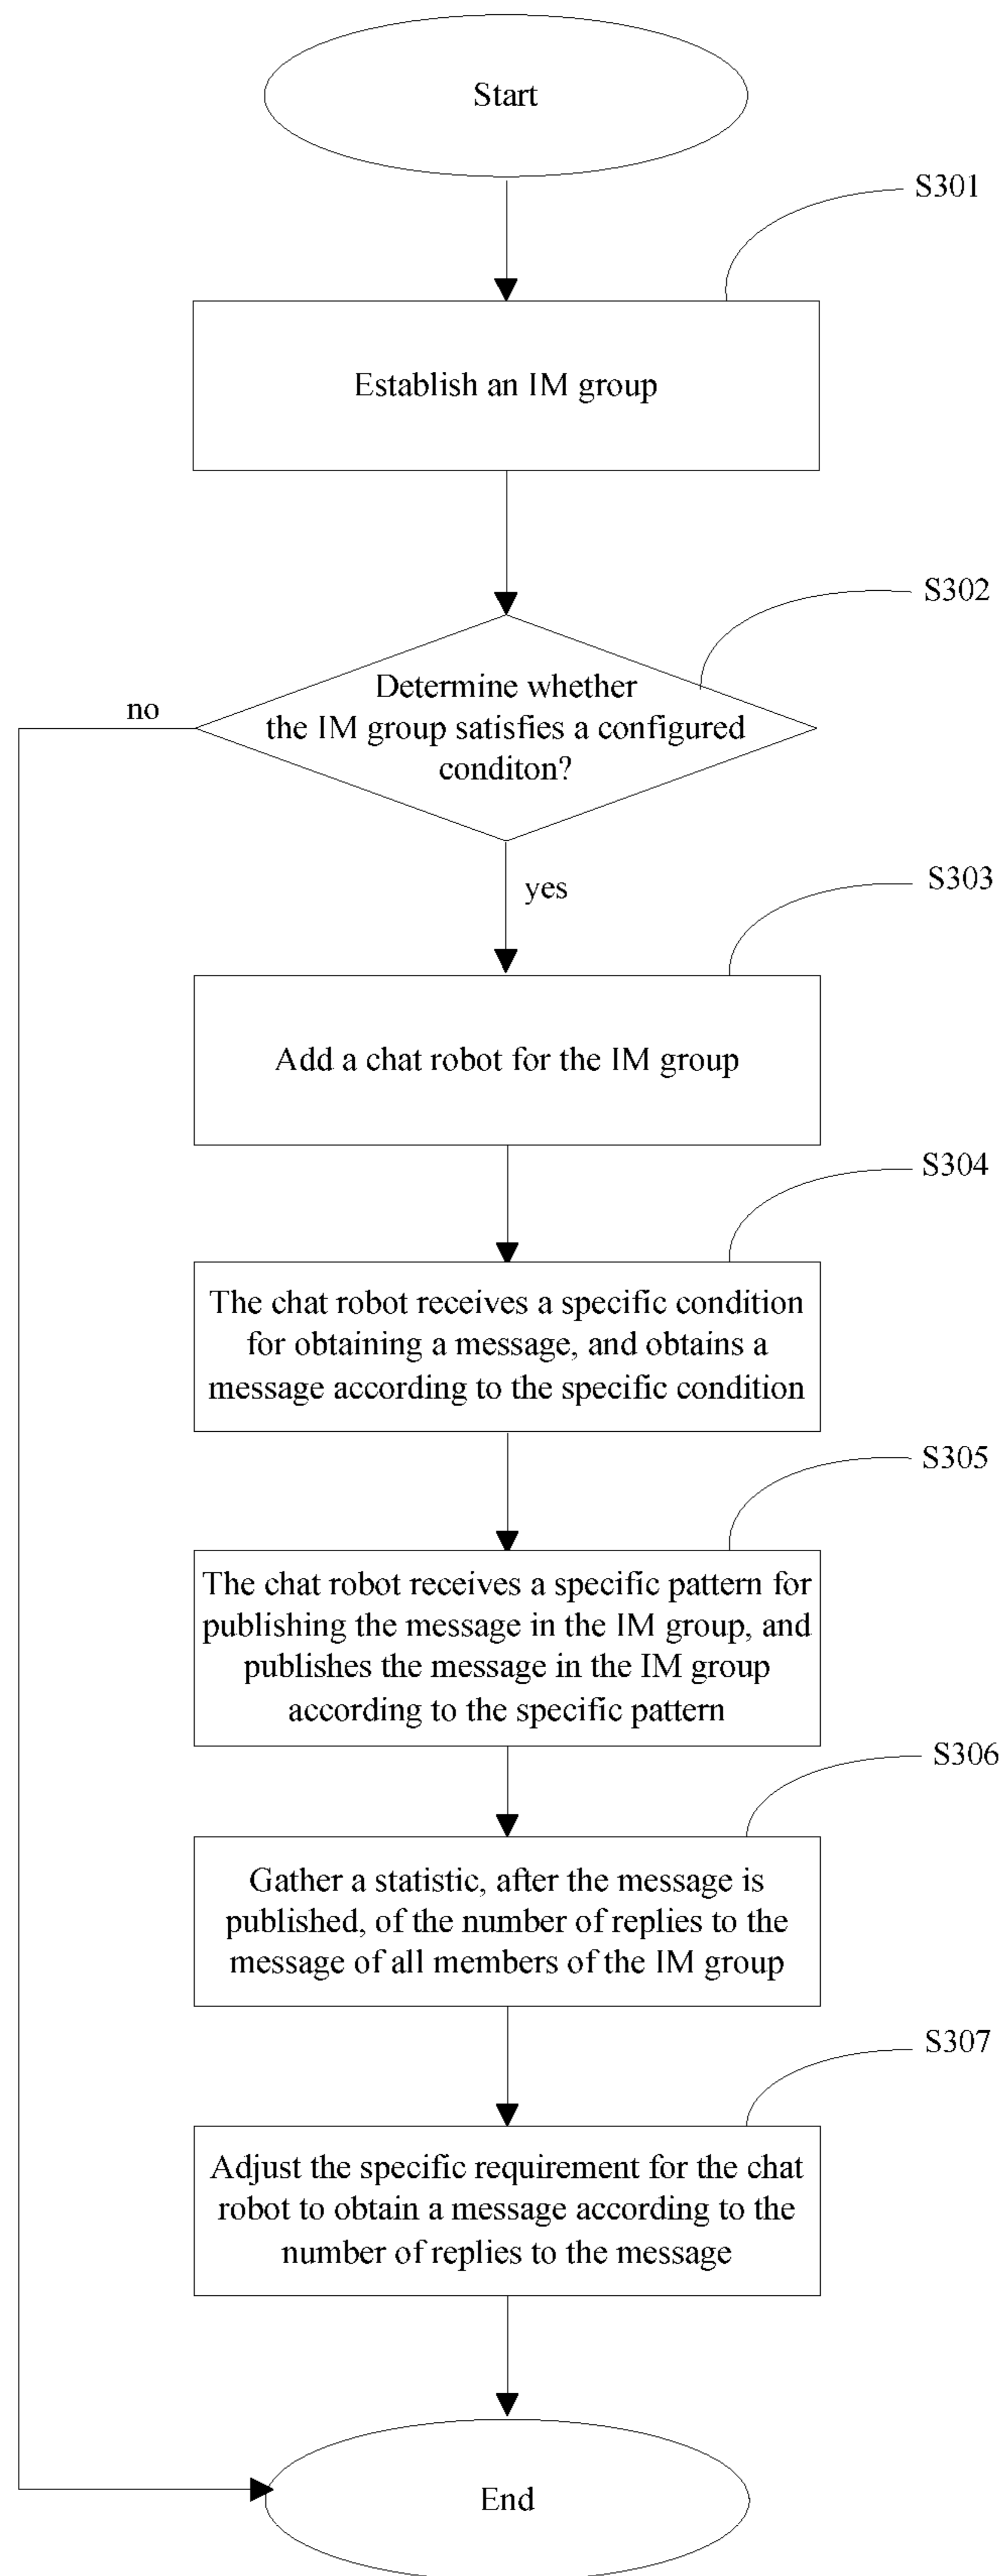 Start
S301
Establish an IM group
S302
Determine whether
the IM group satisfies a configured
conditon?
no
yes
S303
Add a chat robot for the IM group
S304
The chat robot receives a specific condition
for obtaining a message, and obtains a
message according to the specific condition
S305
The chat robot receives a specific pattern for
publishing the message in the IM group, and
publishes the message in the IM group
according to the specific pattern
S306
Gather a statistic, after the message is
published, of the number of replies to the
message of all members of the IM group
S307
Adjust the specific requirement for the chat
robot to obtain a message according to the
number of replies to the message
End